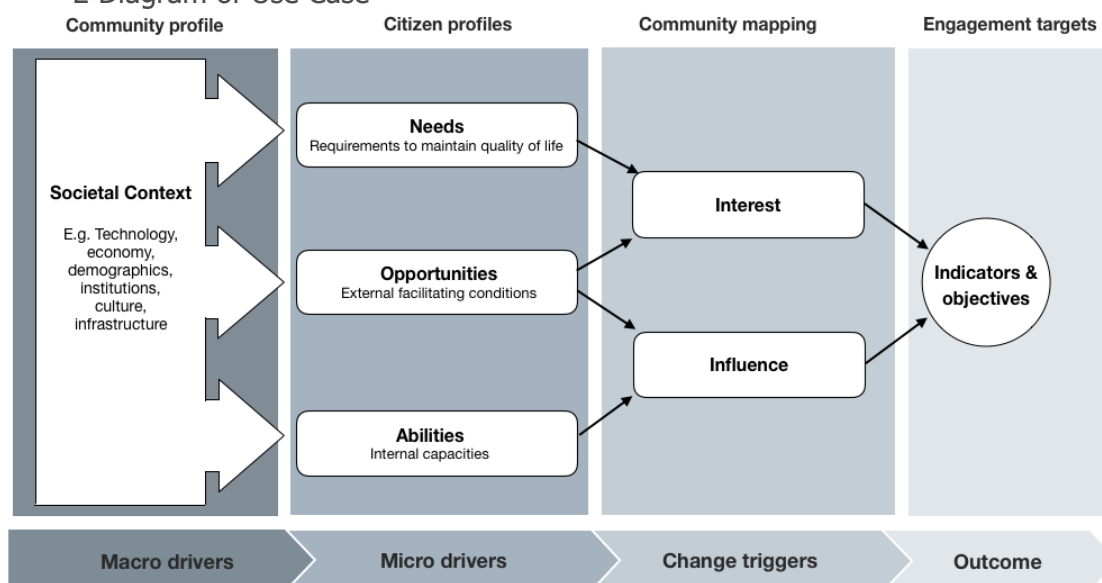 Community profile
Citizen profiles
Community mapping
Engagement targets
Societal Context
E.g. Technology,
economy,
demographics,
institutions,
culture,
infrastructure
Needs
Requirements to maintain quality of life
Opportunities
External facilitating conditions
Abilities
Internal capacities
Interest
Influence
Indicators &
objectives
Macro drivers
Micro drivers
Change triggers
Outcome